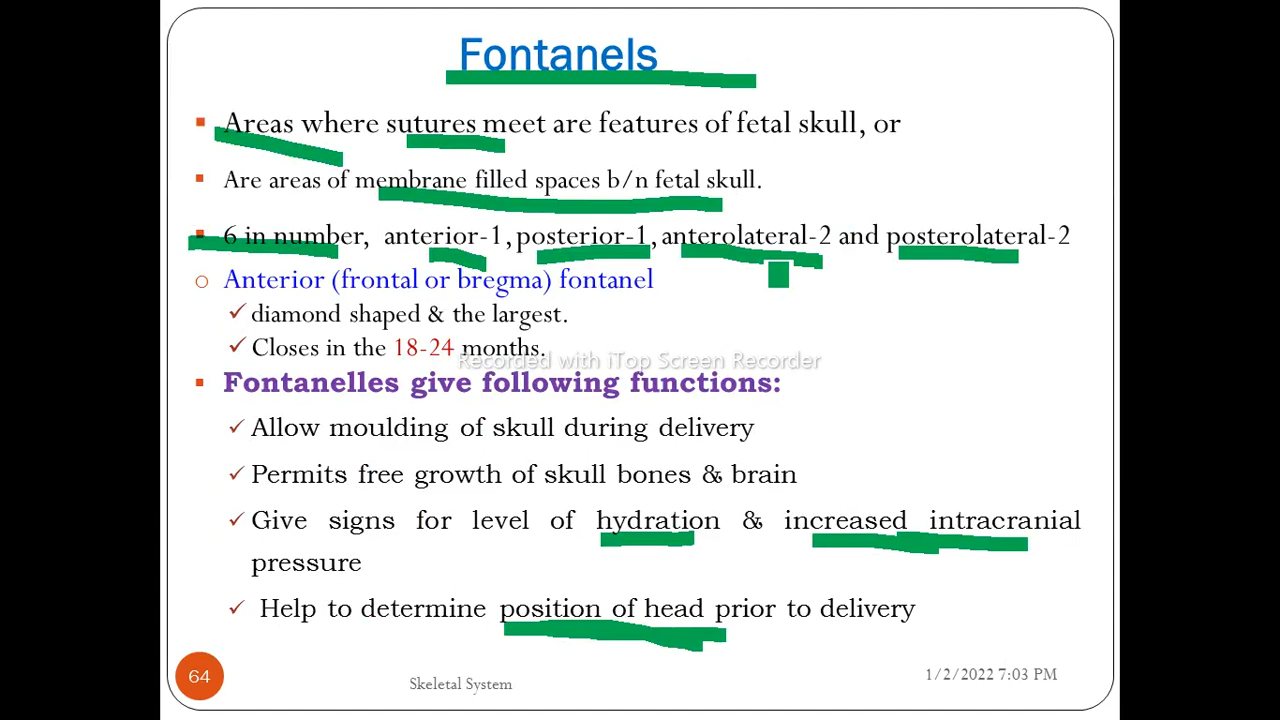 Fontanels
▪ Areas where sutures meet are features of fetal skull, or
▪ Are areas of membrane filled spaces b/n fetal skull.
▪ 6 in number, anterior-1, posterior-1, anterolateral-2 and posterolateral-2
○ Anterior (frontal or bregma) fontanel
✓ diamond shaped & the largest.
✓ Closes in the 18-24 months.
Recorded with iTop Screen Recorder
▪ Fontanelles give following functions:
✓ Allow moulding of skull during delivery
✓ Permits free growth of skull bones & brain
✓ Give signs for level of hydration & increased intracranial
pressure
✓ Help to determine position of head prior to delivery
64
Skeletal System
1/2/2022 7:03 PM